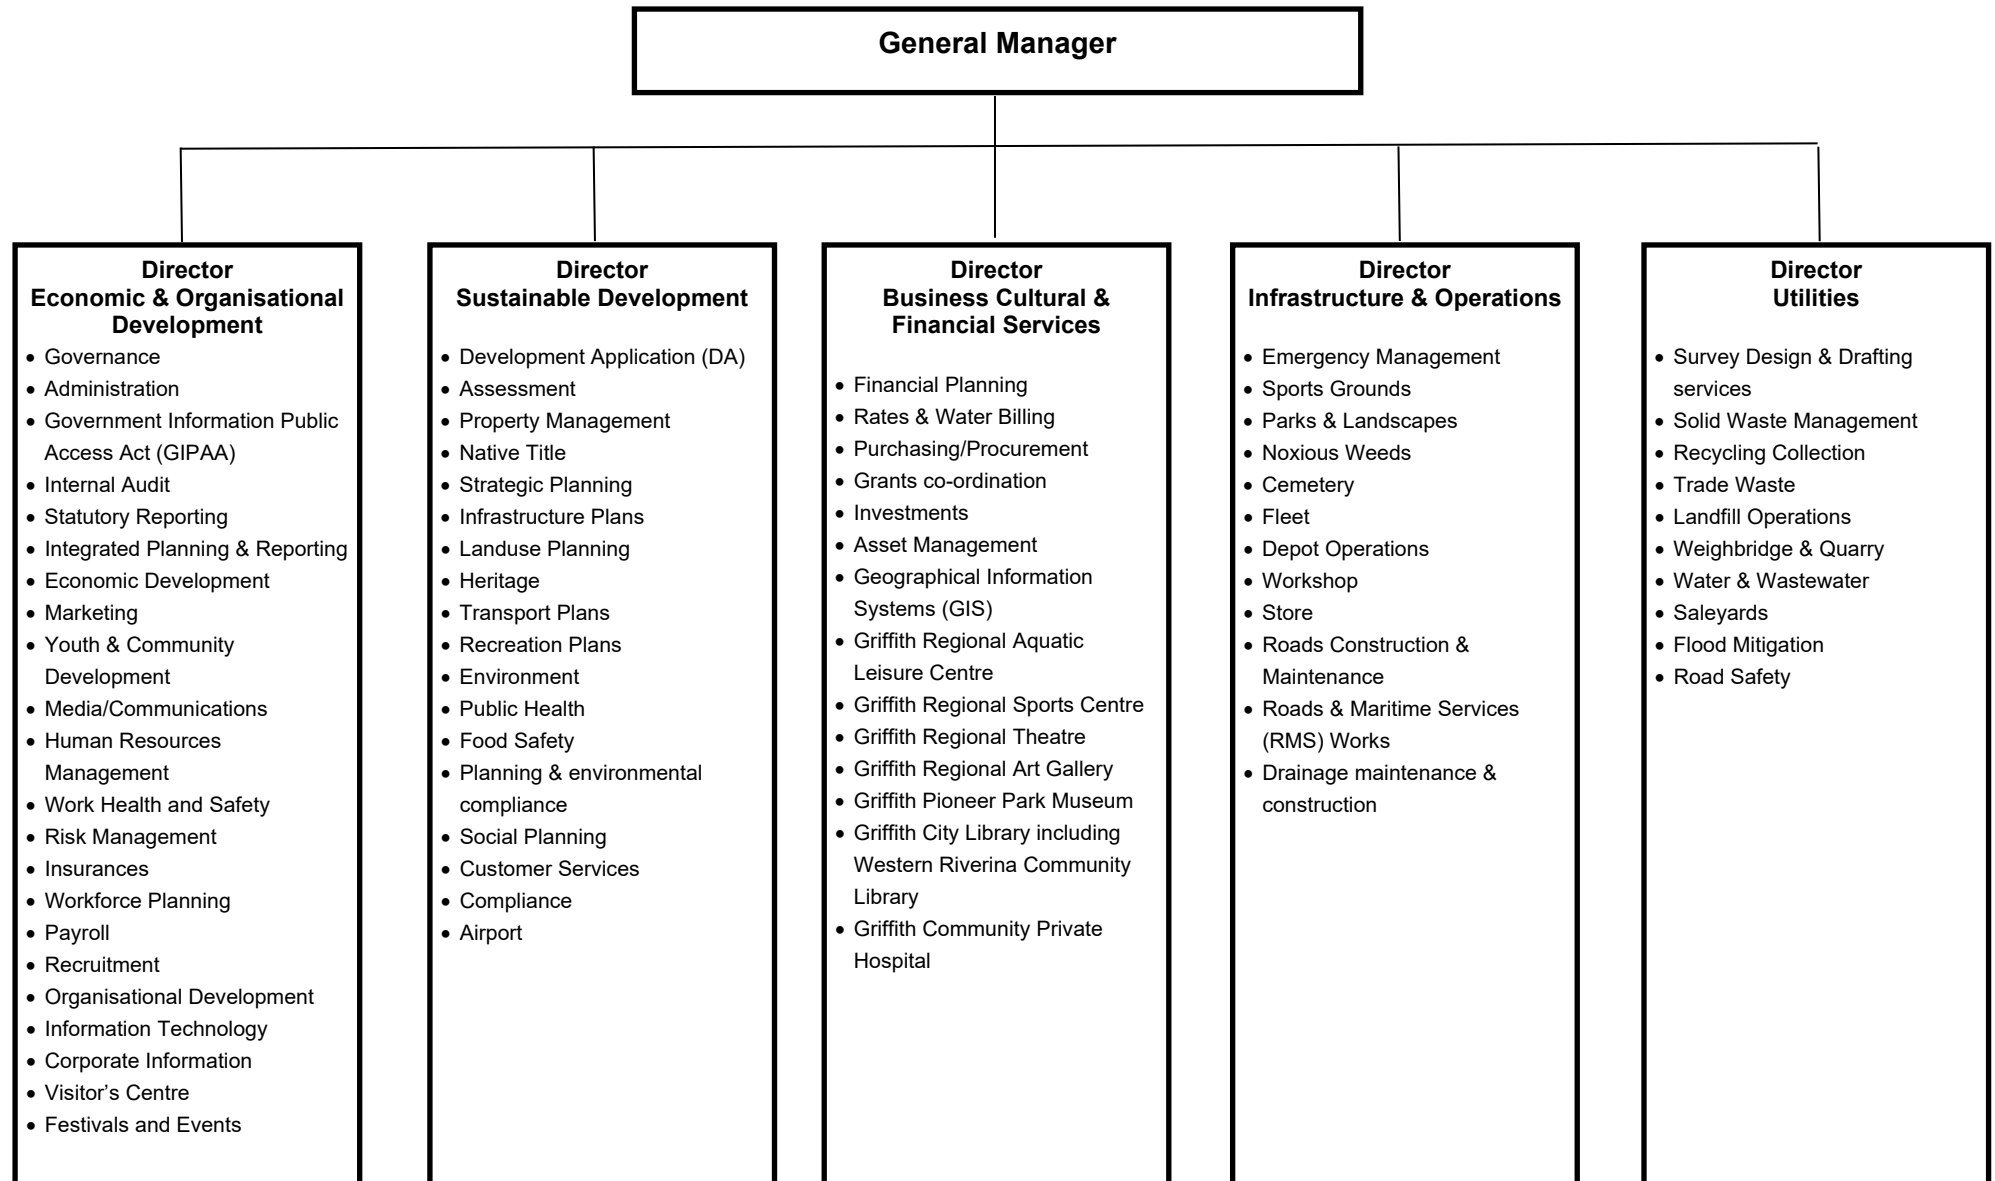 General Manager
Director
Economic & Organisational
Development
• Governance
• Administration
• Government Information Public
Access Act (GIPAA)
• Internal Audit
• Statutory Reporting
• Integrated Planning & Reporting
• Economic Development
• Marketing
• Youth & Community
Development
• Media/Communications
• Human Resources
Management
• Work Health and Safety
• Risk Management
• Insurances
• Workforce Planning
• Payroll
• Recruitment
• Organisational Development
• Information Technology
• Corporate Information
• Visitor’s Centre
• Festivals and Events
Director
Sustainable Development
• Development Application (DA)
• Assessment
• Property Management
• Native Title
• Strategic Planning
• Infrastructure Plans
• Landuse Planning
• Heritage
• Transport Plans
• Recreation Plans
• Environment
• Public Health
• Food Safety
• Planning & environmental
compliance
• Social Planning
• Customer Services
• Compliance
• Airport
Director
Business Cultural &
Financial Services
• Financial Planning
• Rates & Water Billing
• Purchasing/Procurement
• Grants co-ordination
• Investments
• Asset Management
• Geographical Information
Systems (GIS)
• Griffith Regional Aquatic
Leisure Centre
• Griffith Regional Sports Centre
• Griffith Regional Theatre
• Griffith Regional Art Gallery
• Griffith Pioneer Park Museum
• Griffith City Library including
Western Riverina Community
Library
• Griffith Community Private
Hospital
Director
Infrastructure & Operations
• Emergency Management
• Sports Grounds
• Parks & Landscapes
• Noxious Weeds
• Cemetery
• Fleet
• Depot Operations
• Workshop
• Store
• Roads Construction &
Maintenance
• Roads & Maritime Services
(RMS) Works
• Drainage maintenance &
construction
Director
Utilities
• Survey Design & Drafting
services
• Solid Waste Management
• Recycling Collection
• Trade Waste
• Landfill Operations
• Weighbridge & Quarry
• Water & Wastewater
• Saleyards
• Flood Mitigation
• Road Safety